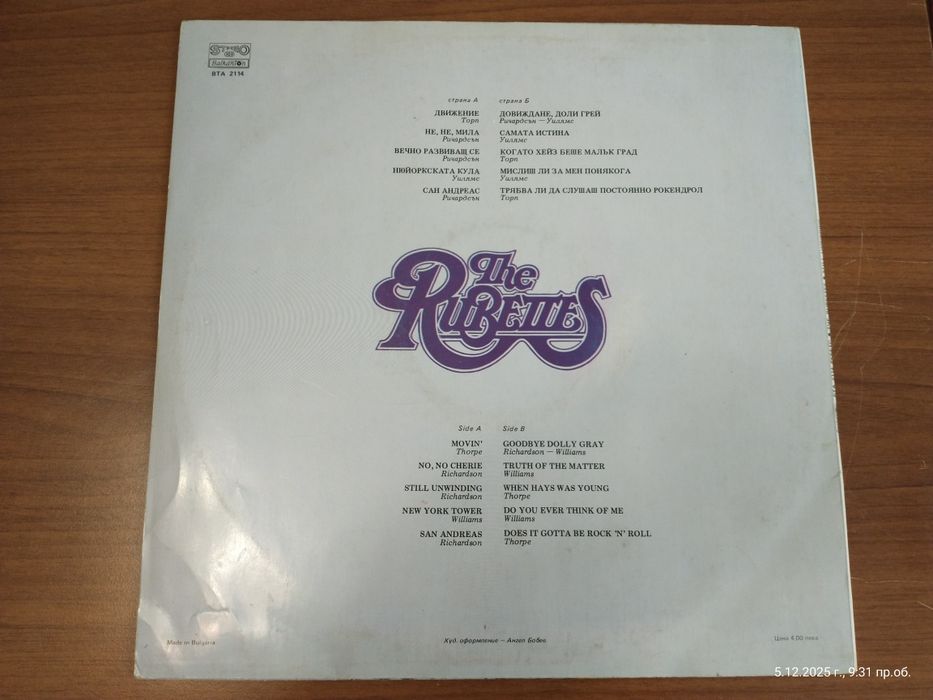 STEREO
Balkanton
ВТА 2114
страна А
ДВИЖЕНИЕ
Торп
НЕ, НЕ, МИЛА
Ричардсън
ВЕЧНО РАЗВИВАЩ СЕ
Ричардсън
НЮЙОРКСКАТА КУЛА
Уилямс
САН АНДРЕАС
Ричардсън
страна Б
ДОВИЖДАНЕ, ДОЛИ ГРЕЙ
Ричардсън — Уилямс
САМАТА ИСТИНА
Уилямс
КОГАТО ХЕЙЗ БЕШЕ МАЛЪК ГРАД
Торп
МИСЛИШ ЛИ ЗА МЕН ПОНЯКОГА
Уилямс
ТРЯБВА ЛИ ДА СЛУШАШ ПОСТОЯННО РОКЕНДРОЛ
Торп
The
RUBETTES
Side A
MOVIN'
Thorpe
NO, NO CHERIE
Richardson
STILL UNWINDING
Richardson
NEW YORK TOWER
Williams
SAN ANDREAS
Richardson
Side B
GOODBYE DOLLY GRAY
Richardson — Williams
TRUTH OF THE MATTER
Williams
WHEN HAYS WAS YOUNG
Thorpe
DO YOU EVER THINK OF ME
Williams
DOES IT GOTTA BE ROCK 'N' ROLL
Thorpe
Made in Bulgaria
Худ. оформление — Ангел Бобев
Цена 4.00 лева
5.12.2025 г., 9:31 пр.об.